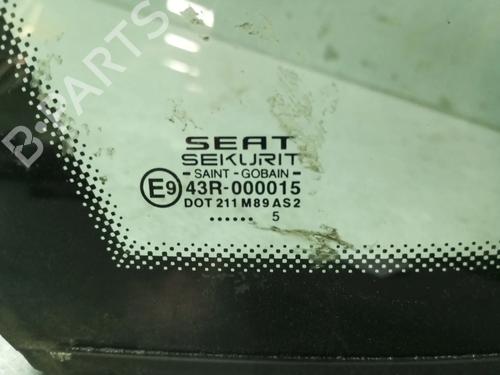 B-PARTS
SEAT
SEKURIT
SAINT - GOBAIN
E9 43R-000015
DOT 211 M89 AS2
...... 5